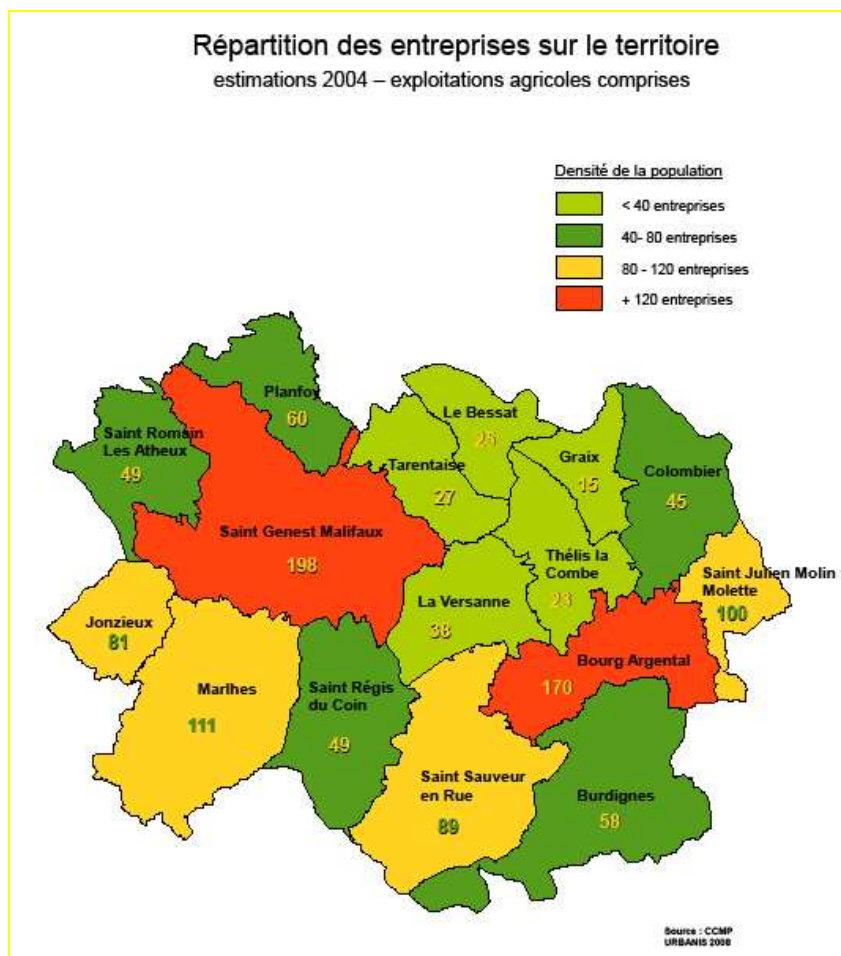 Répartition des entreprises sur le territoire
estimations 2004 – exploitations agricoles comprises
Densité de la population
< 40 entreprises
40- 80 entreprises
80 - 120 entreprises
+ 120 entreprises
Planfoy
60
Le Bessat
Saint Romain
Les Atheux
49
Tarentaise
27
Graix
15
Colombier
45
Saint Genest Malifaux
198
Thélis la
Combe
23
Saint Julien Molin
Molette
100
La Versanne
38
Jonzieux
81
Bourg Argental
170
Marlhes
111
Saint Régis
du Coin
49
Saint Sauveur
en Rue
89
Burdignes
58
Source : CCMP
URBANIS 2008